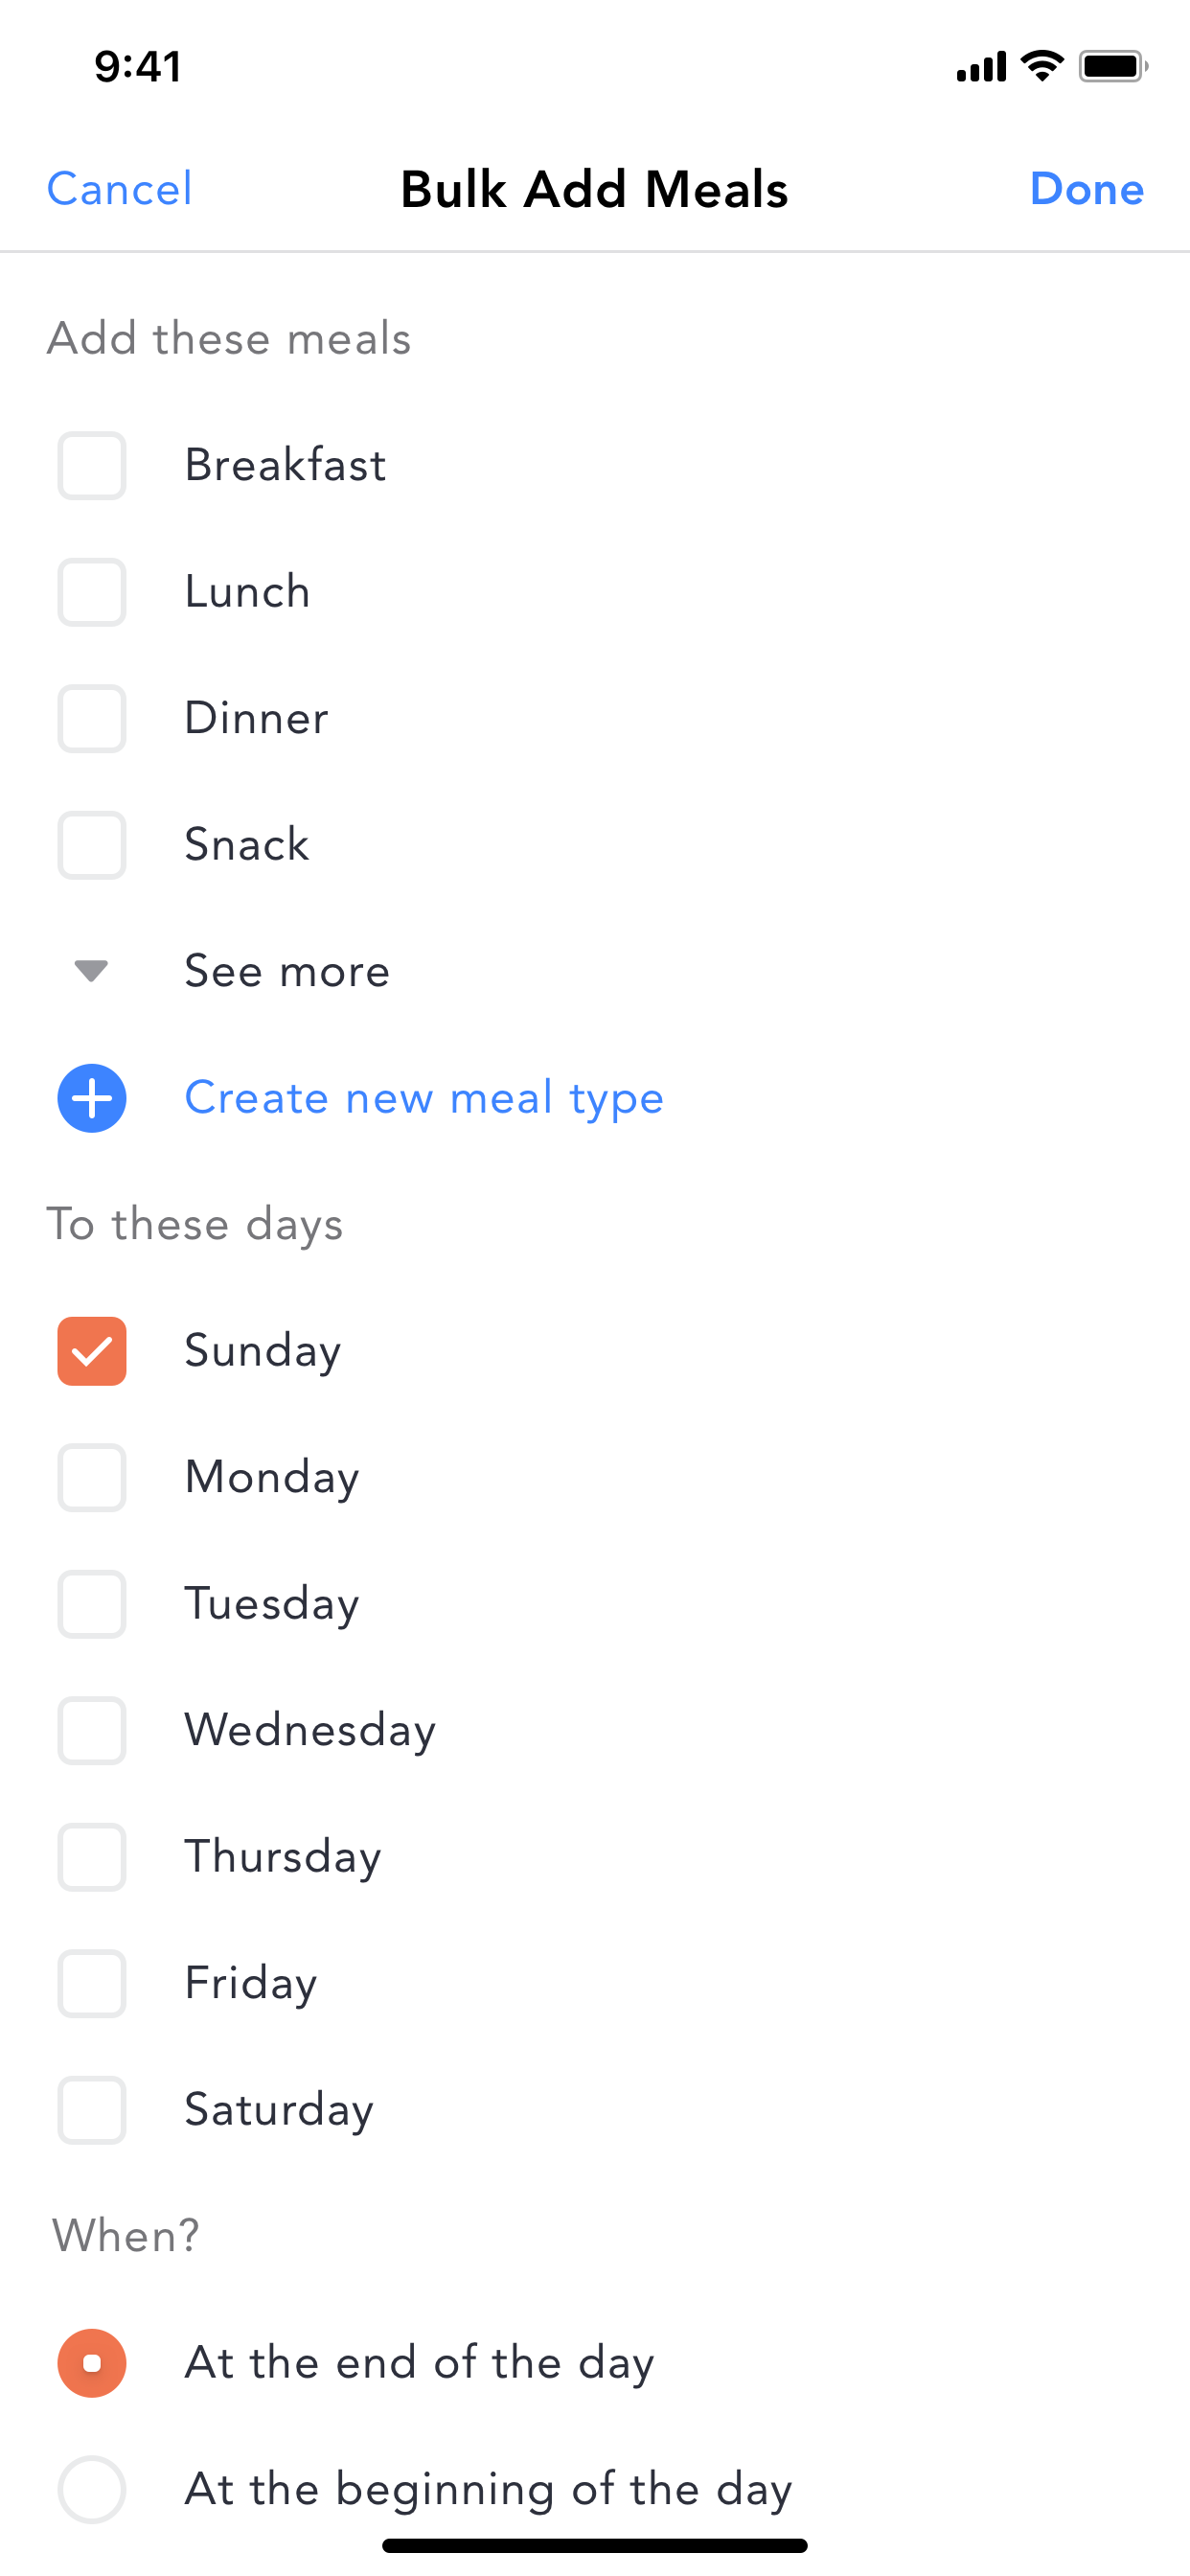 9:41
Cancel
Bulk Add Meals
Done
Add these meals
Breakfast
Lunch
Dinner
Snack
See more
Create new meal type
To these days
Sunday
Monday
Tuesday
Wednesday
Thursday
Friday
Saturday
When?
At the end of the day
At the beginning of the day